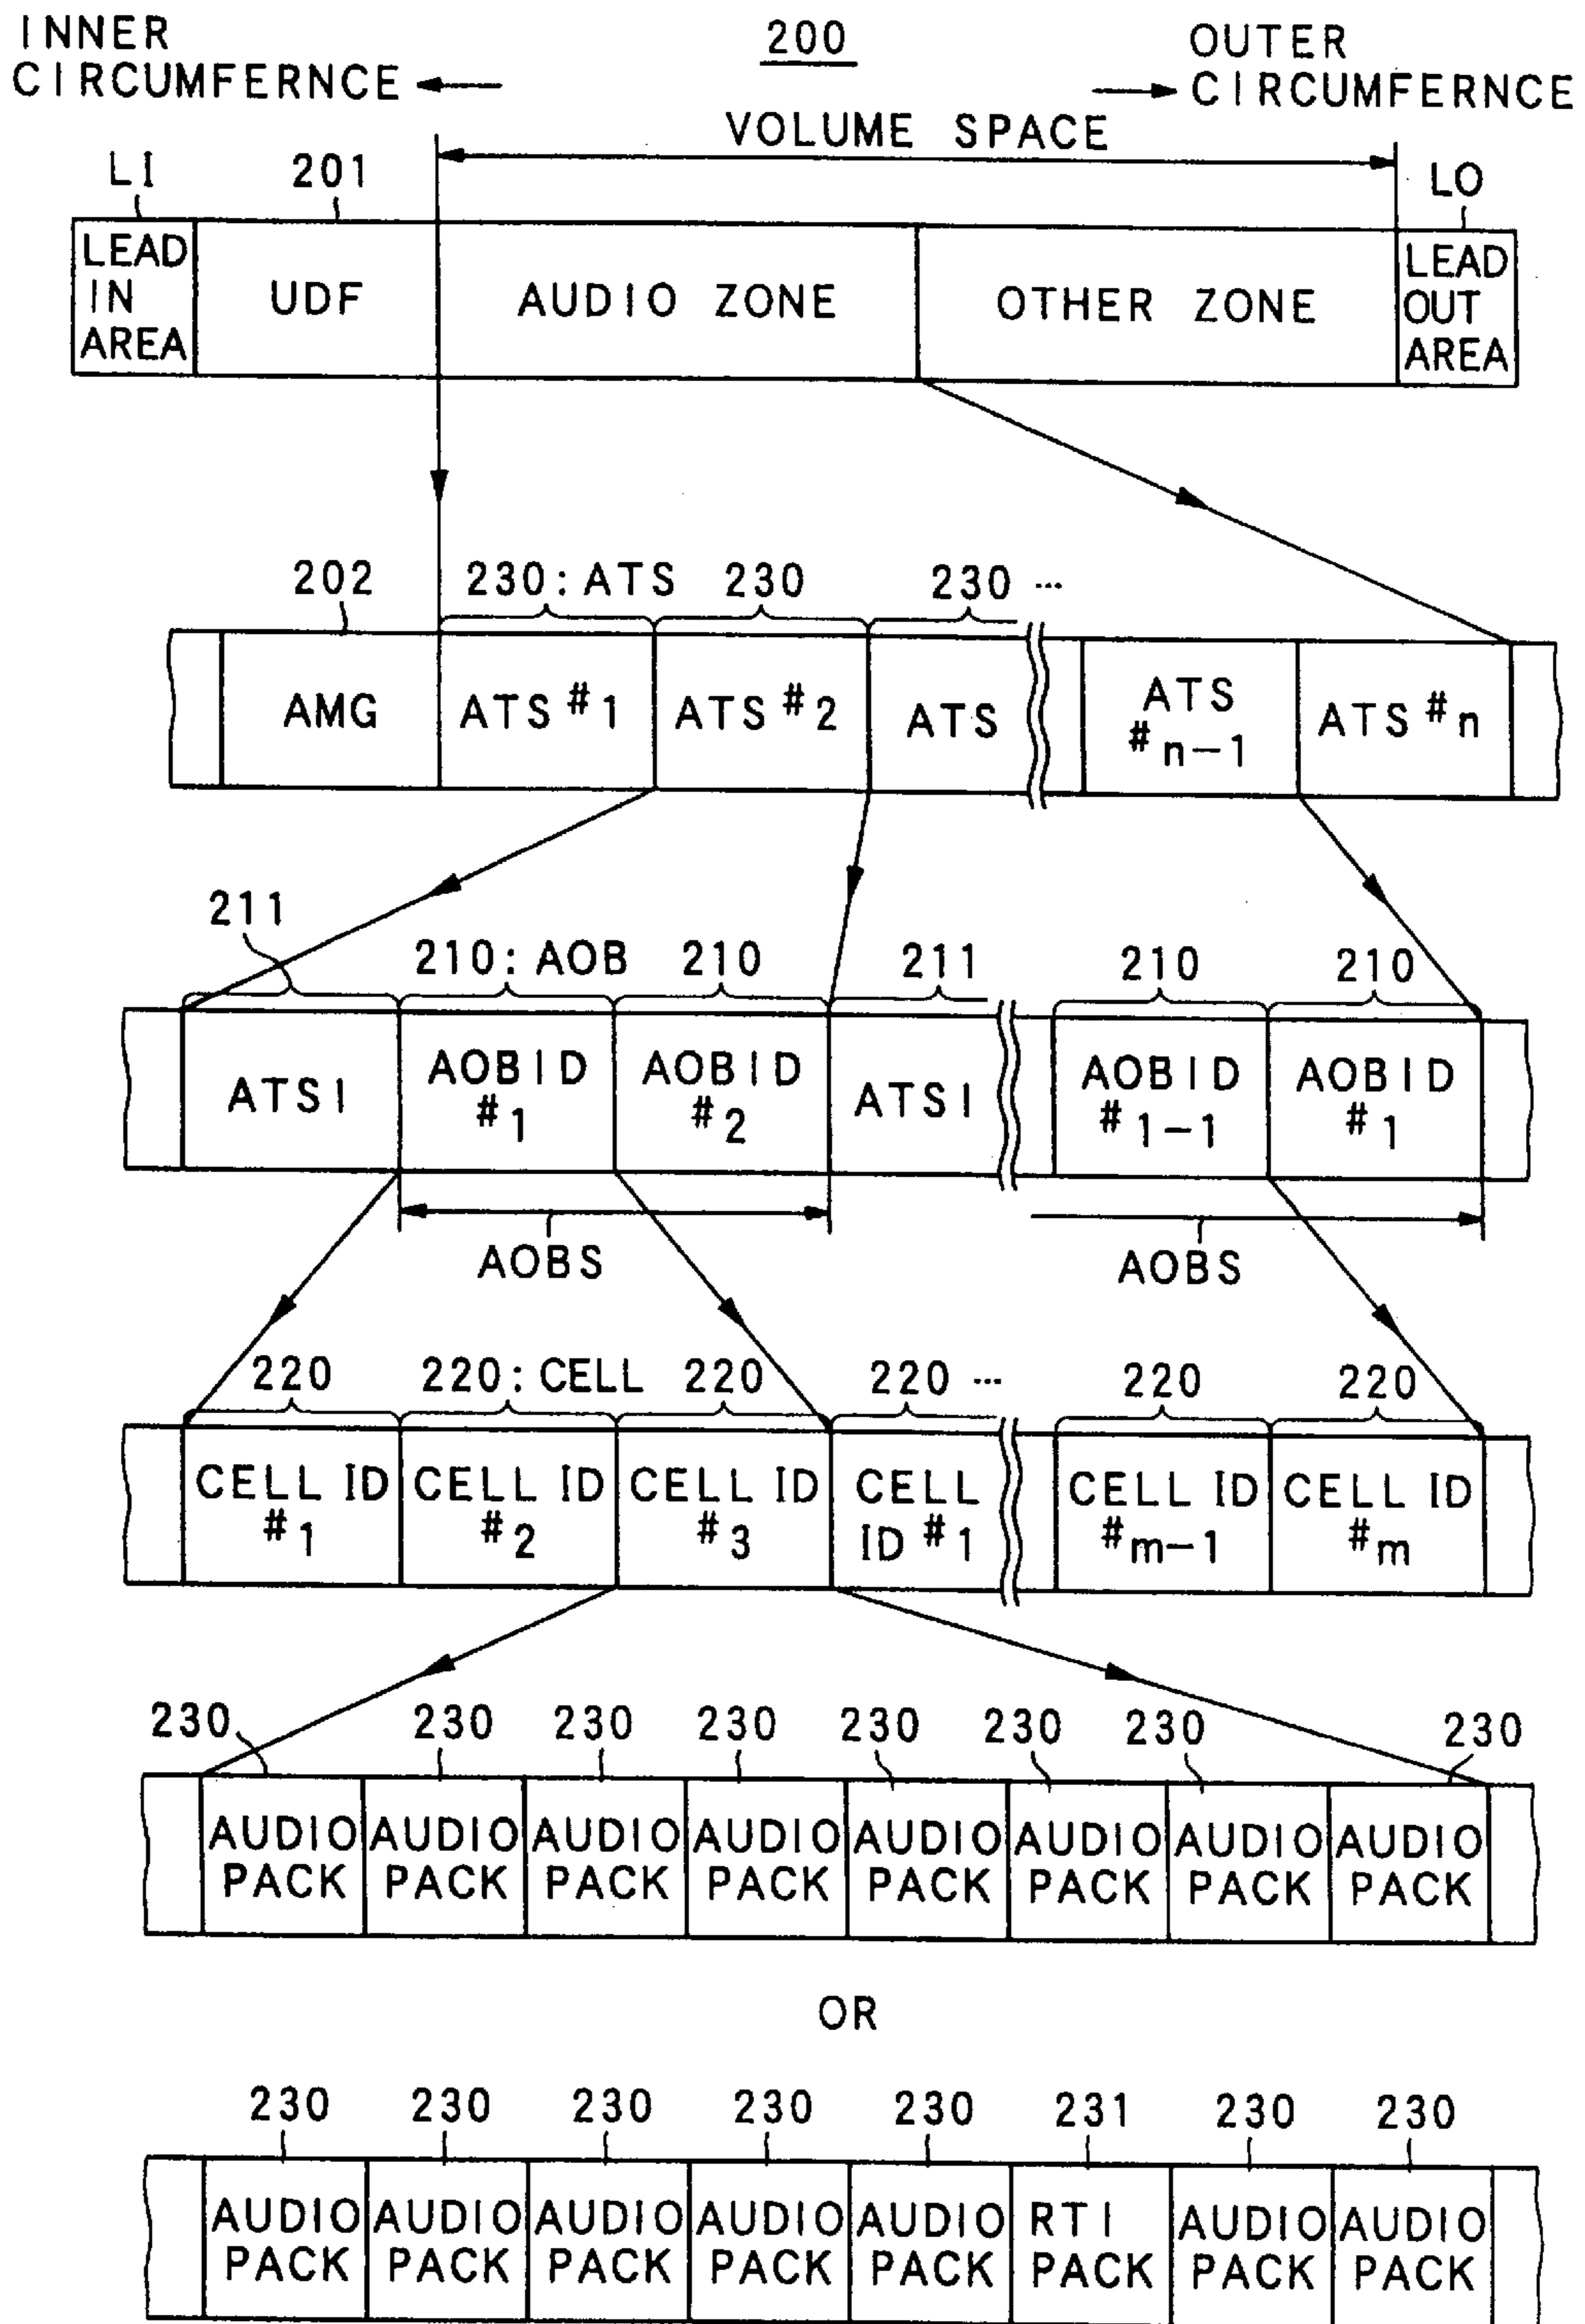 INNER
CIRCUMFERNCE
200
OUTER
CIRCUMFERNCE
VOLUME SPACE
LI
201
LO
LEAD
IN
AREA
UDF
AUDIO ZONE
OTHER ZONE
LEAD
OUT
AREA
202
230:ATS
230
230 ...
AMG
ATS #1
ATS #2
ATS
ATS
#n-1
ATS #n
211
210:AOB
210
211
210
210
ATSI
AOBID
#1
AOBID
#2
ATSI
AOBID
#1-1
AOBID
#1
AOBS
AOBS
220
220:CELL
220
220 ...
220
220
CELL ID
#1
CELL ID
#2
CELL ID
#3
CELL
ID #1
CELL ID
#m-1
CELL ID
#m
230
230
230
230
230
230
230
230
AUDIO
PACK
AUDIO
PACK
AUDIO
PACK
AUDIO
PACK
AUDIO
PACK
AUDIO
PACK
AUDIO
PACK
AUDIO
PACK
OR
230
230
230
230
230
231
230
230
AUDIO
PACK
AUDIO
PACK
AUDIO
PACK
AUDIO
PACK
AUDIO
PACK
RTI
PACK
AUDIO
PACK
AUDIO
PACK